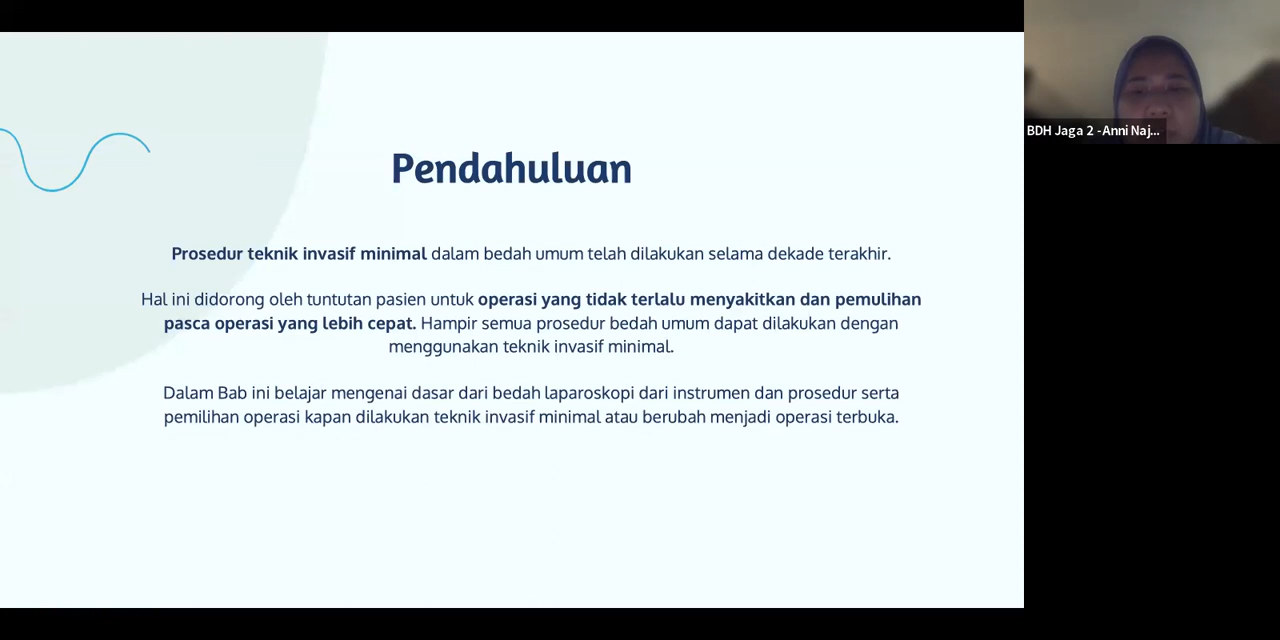 Pendahuluan
Prosedur teknik invasif minimal dalam bedah umum telah dilakukan selama dekade terakhir.
Hal ini didorong oleh tuntutan pasien untuk operasi yang tidak terlalu menyakitkan dan pemulihan
pasca operasi yang lebih cepat. Hampir semua prosedur bedah umum dapat dilakukan dengan
menggunakan teknik invasif minimal.
Dalam Bab ini belajar mengenai dasar dari bedah laparoskopi dari instrumen dan prosedur serta
pemilihan operasi kapan dilakukan teknik invasif minimal atau berubah menjadi operasi terbuka.
BDH Jaga 2 -Anni Naj...